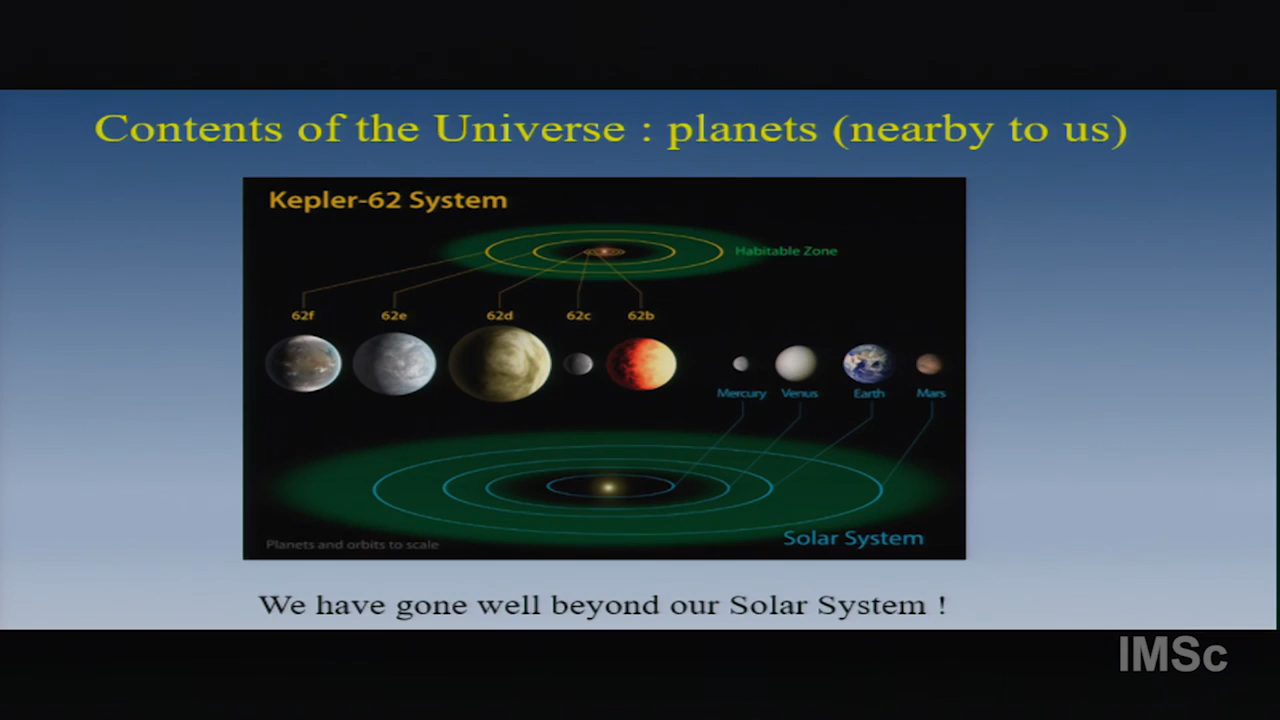 Contents of the Universe : planets (nearby to us)
Kepler-62 System
Habitable Zone
62f 62e 62d 62c 62b
Mercury Venus Earth Mars
Solar System
Planets and orbits to scale
We have gone well beyond our Solar System !
IMSc